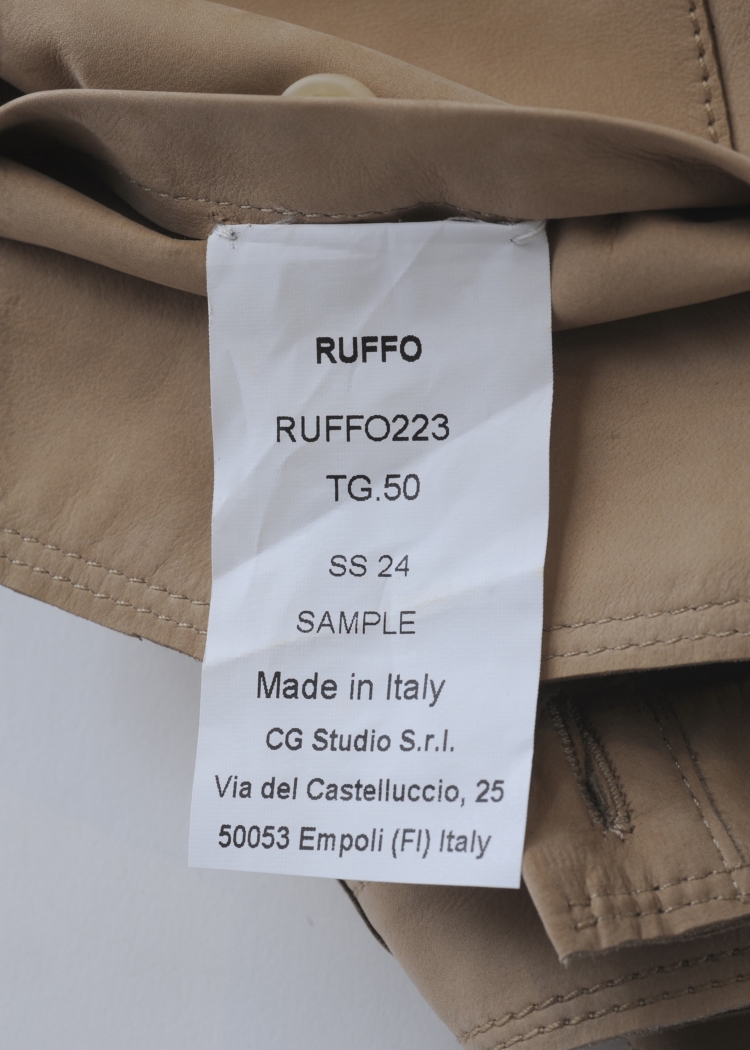 RUFFO
RUFFO223
TG.50
SS 24
SAMPLE
Made in Italy
CG Studio S.r.l.
Via del Castelluccio, 25
50053 Empoli (FI) Italy